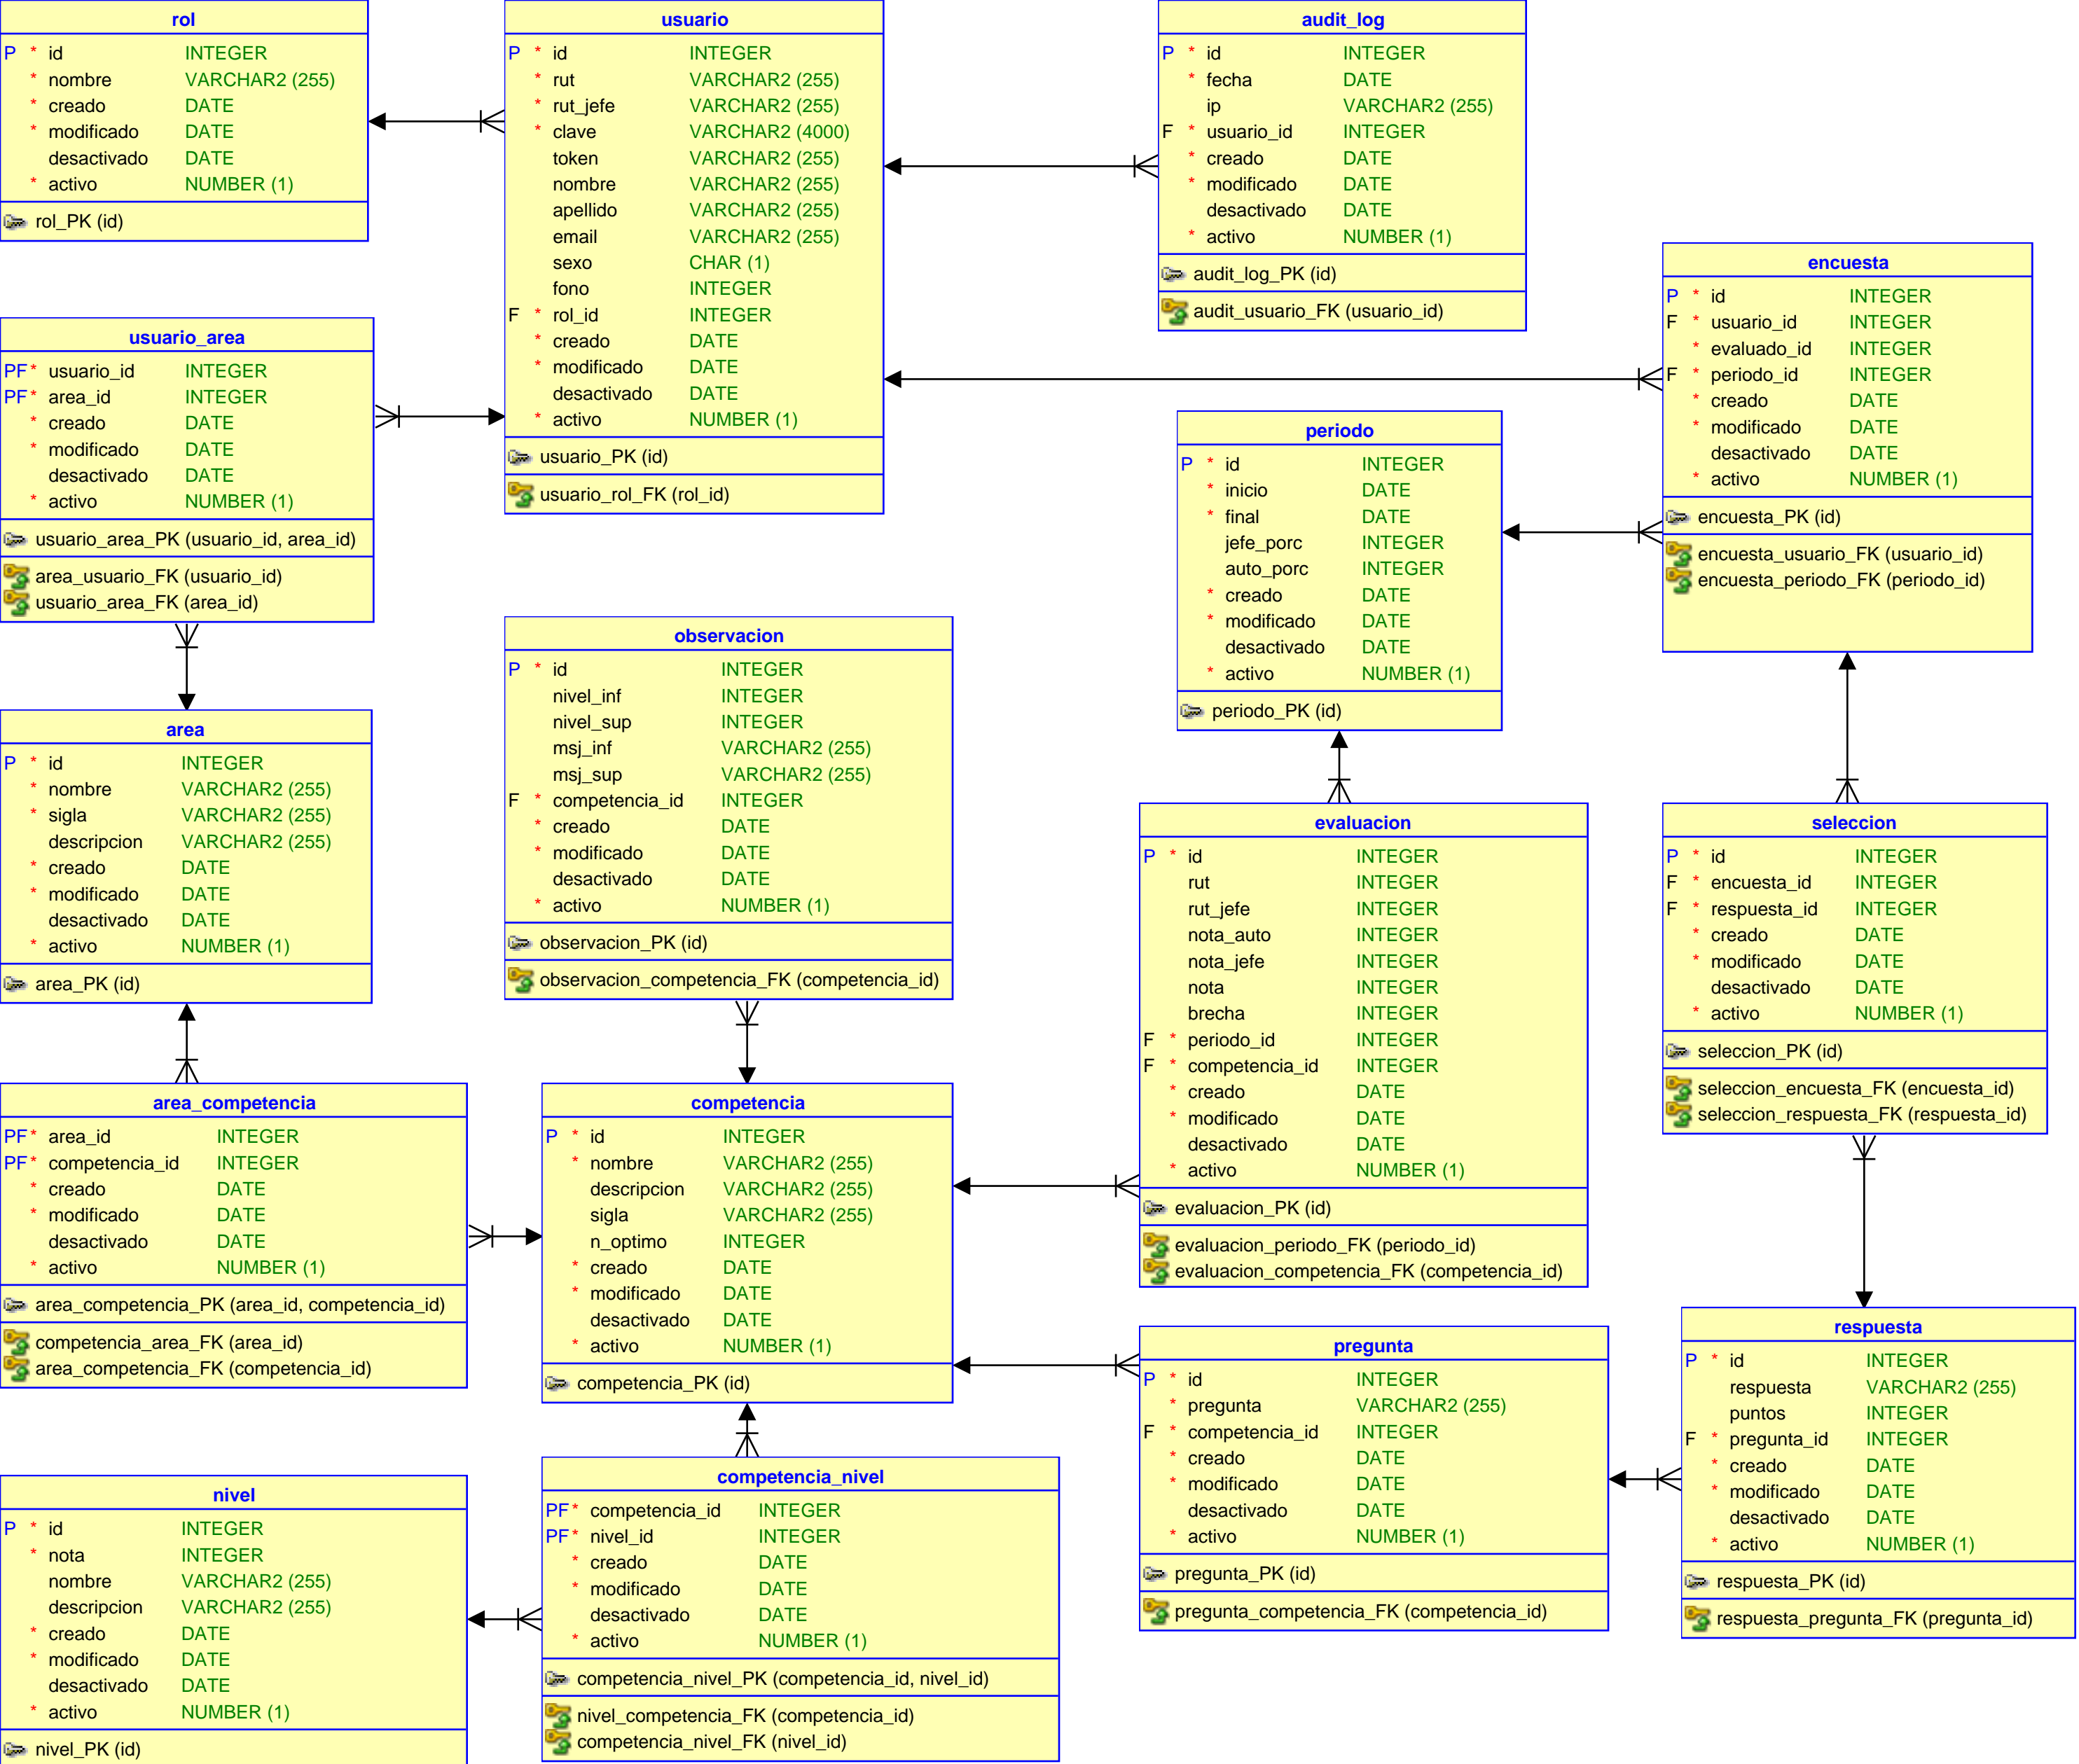 rol
P * id INTEGER
* nombre VARCHAR2 (255)
* creado DATE
* modificado DATE
desactivado DATE
* activo NUMBER (1)
rol_PK (id)
usuario
P * id INTEGER
* rut VARCHAR2 (255)
* rut_jefe VARCHAR2 (255)
* clave VARCHAR2 (4000)
token VARCHAR2 (255)
nombre VARCHAR2 (255)
apellido VARCHAR2 (255)
email VARCHAR2 (255)
sexo CHAR (1)
fono INTEGER
F * rol_id INTEGER
* creado DATE
* modificado DATE
desactivado DATE
* activo NUMBER (1)
usuario_PK (id)
usuario_rol_FK (rol_id)
audit_log
P * id INTEGER
* fecha DATE
ip VARCHAR2 (255)
F * usuario_id INTEGER
* creado DATE
* modificado DATE
desactivado DATE
* activo NUMBER (1)
audit_log_PK (id)
audit_usuario_FK (usuario_id)
encuesta
P * id INTEGER
F * usuario_id INTEGER
* evaluado_id INTEGER
F * periodo_id INTEGER
* creado DATE
* modificado DATE
desactivado DATE
* activo NUMBER (1)
encuesta_PK (id)
encuesta_usuario_FK (usuario_id)
encuesta_periodo_FK (periodo_id)
usuario_area
PF * usuario_id INTEGER
PF * area_id INTEGER
* creado DATE
* modificado DATE
desactivado DATE
* activo NUMBER (1)
usuario_area_PK (usuario_id, area_id)
area_usuario_FK (usuario_id)
usuario_area_FK (area_id)
periodo
P * id INTEGER
* inicio DATE
* final DATE
jefe_porc INTEGER
auto_porc INTEGER
* creado DATE
* modificado DATE
desactivado DATE
* activo NUMBER (1)
periodo_PK (id)
observacion
P * id INTEGER
nivel_inf INTEGER
nivel_sup INTEGER
msj_inf VARCHAR2 (255)
msj_sup VARCHAR2 (255)
F * competencia_id INTEGER
* creado DATE
* modificado DATE
desactivado DATE
* activo NUMBER (1)
observacion_PK (id)
observacion_competencia_FK (competencia_id)
area
P * id INTEGER
* nombre VARCHAR2 (255)
* sigla VARCHAR2 (255)
descripcion VARCHAR2 (255)
* creado DATE
* modificado DATE
desactivado DATE
* activo NUMBER (1)
area_PK (id)
evaluacion
P * id INTEGER
rut INTEGER
rut_jefe INTEGER
nota_auto INTEGER
nota_jefe INTEGER
nota INTEGER
brecha INTEGER
F * periodo_id INTEGER
F * competencia_id INTEGER
* creado DATE
* modificado DATE
desactivado DATE
* activo NUMBER (1)
evaluacion_PK (id)
evaluacion_periodo_FK (periodo_id)
evaluacion_competencia_FK (competencia_id)
seleccion
P * id INTEGER
F * encuesta_id INTEGER
F * respuesta_id INTEGER
* creado DATE
* modificado DATE
desactivado DATE
* activo NUMBER (1)
seleccion_PK (id)
seleccion_encuesta_FK (encuesta_id)
seleccion_respuesta_FK (respuesta_id)
area_competencia
PF * area_id INTEGER
PF * competencia_id INTEGER
* creado DATE
* modificado DATE
desactivado DATE
* activo NUMBER (1)
area_competencia_PK (area_id, competencia_id)
competencia_area_FK (area_id)
area_competencia_FK (competencia_id)
competencia
P * id INTEGER
* nombre VARCHAR2 (255)
descripcion VARCHAR2 (255)
sigla VARCHAR2 (255)
n_optimo INTEGER
* creado DATE
* modificado DATE
desactivado DATE
* activo NUMBER (1)
competencia_PK (id)
pregunta
P * id INTEGER
* pregunta VARCHAR2 (255)
F * competencia_id INTEGER
* creado DATE
* modificado DATE
desactivado DATE
* activo NUMBER (1)
pregunta_PK (id)
pregunta_competencia_FK (competencia_id)
respuesta
P * id INTEGER
respuesta VARCHAR2 (255)
puntos INTEGER
F * pregunta_id INTEGER
* creado DATE
* modificado DATE
desactivado DATE
* activo NUMBER (1)
respuesta_PK (id)
respuesta_pregunta_FK (pregunta_id)
nivel
P * id INTEGER
* nota INTEGER
nombre VARCHAR2 (255)
descripcion VARCHAR2 (255)
* creado DATE
* modificado DATE
desactivado DATE
* activo NUMBER (1)
nivel_PK (id)
competencia_nivel
PF * competencia_id INTEGER
PF * nivel_id INTEGER
* creado DATE
* modificado DATE
desactivado DATE
* activo NUMBER (1)
competencia_nivel_PK (competencia_id, nivel_id)
nivel_competencia_FK (competencia_id)
competencia_nivel_FK (nivel_id)